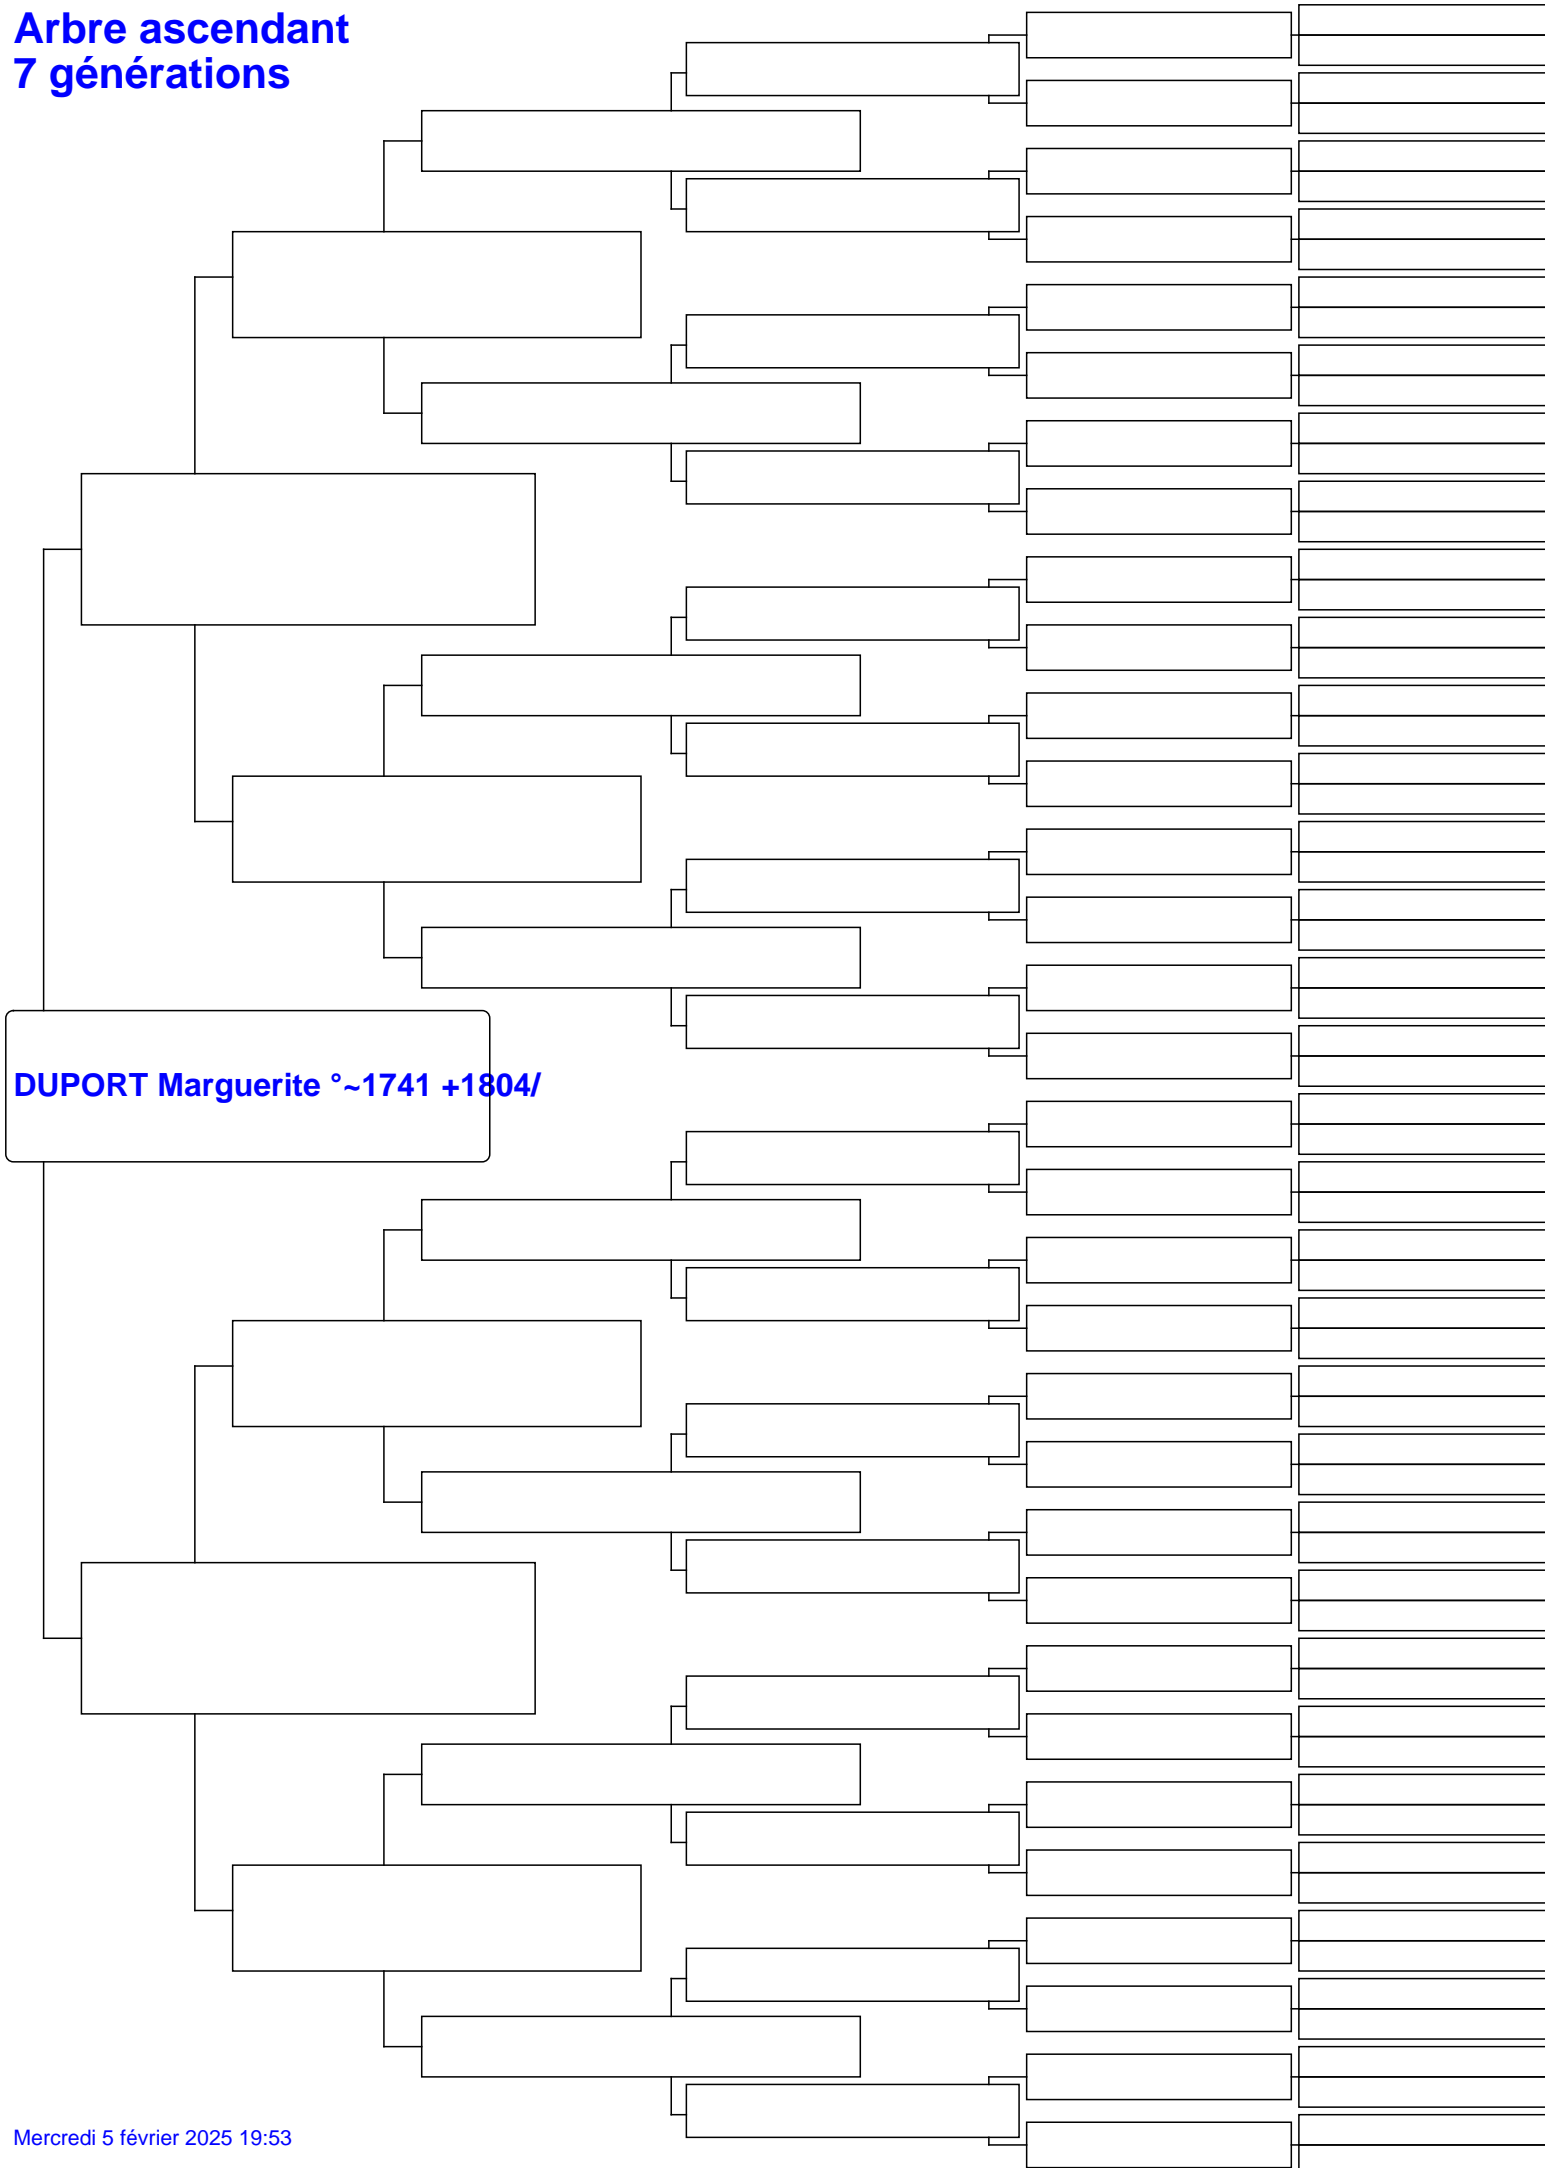 Arbre ascendant
7 générations
DUPORT Marguerite °~1741 +1804/
Mercredi 5 février 2025 19:53